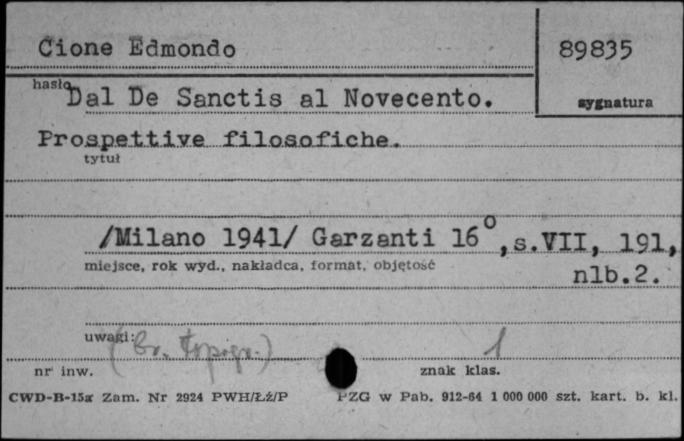 Cione Edmondo
89835
hasło
Dal De Sanctis al Novecento.
sygnatura
Prospettive filosofiche.
tytuł
/Milano 1941/ Garzanti 16°, s.VII, 191,
miejsce, rok wyd., nakładca, format, objętość
nlb.2.
uwagi:
1
nr inw.
znak klas.
CWD-B-15a Zam. Nr 2924 PWH/Łż/P
PZG w Pab. 912-64 1 000 000 szt. kart. b. kl.